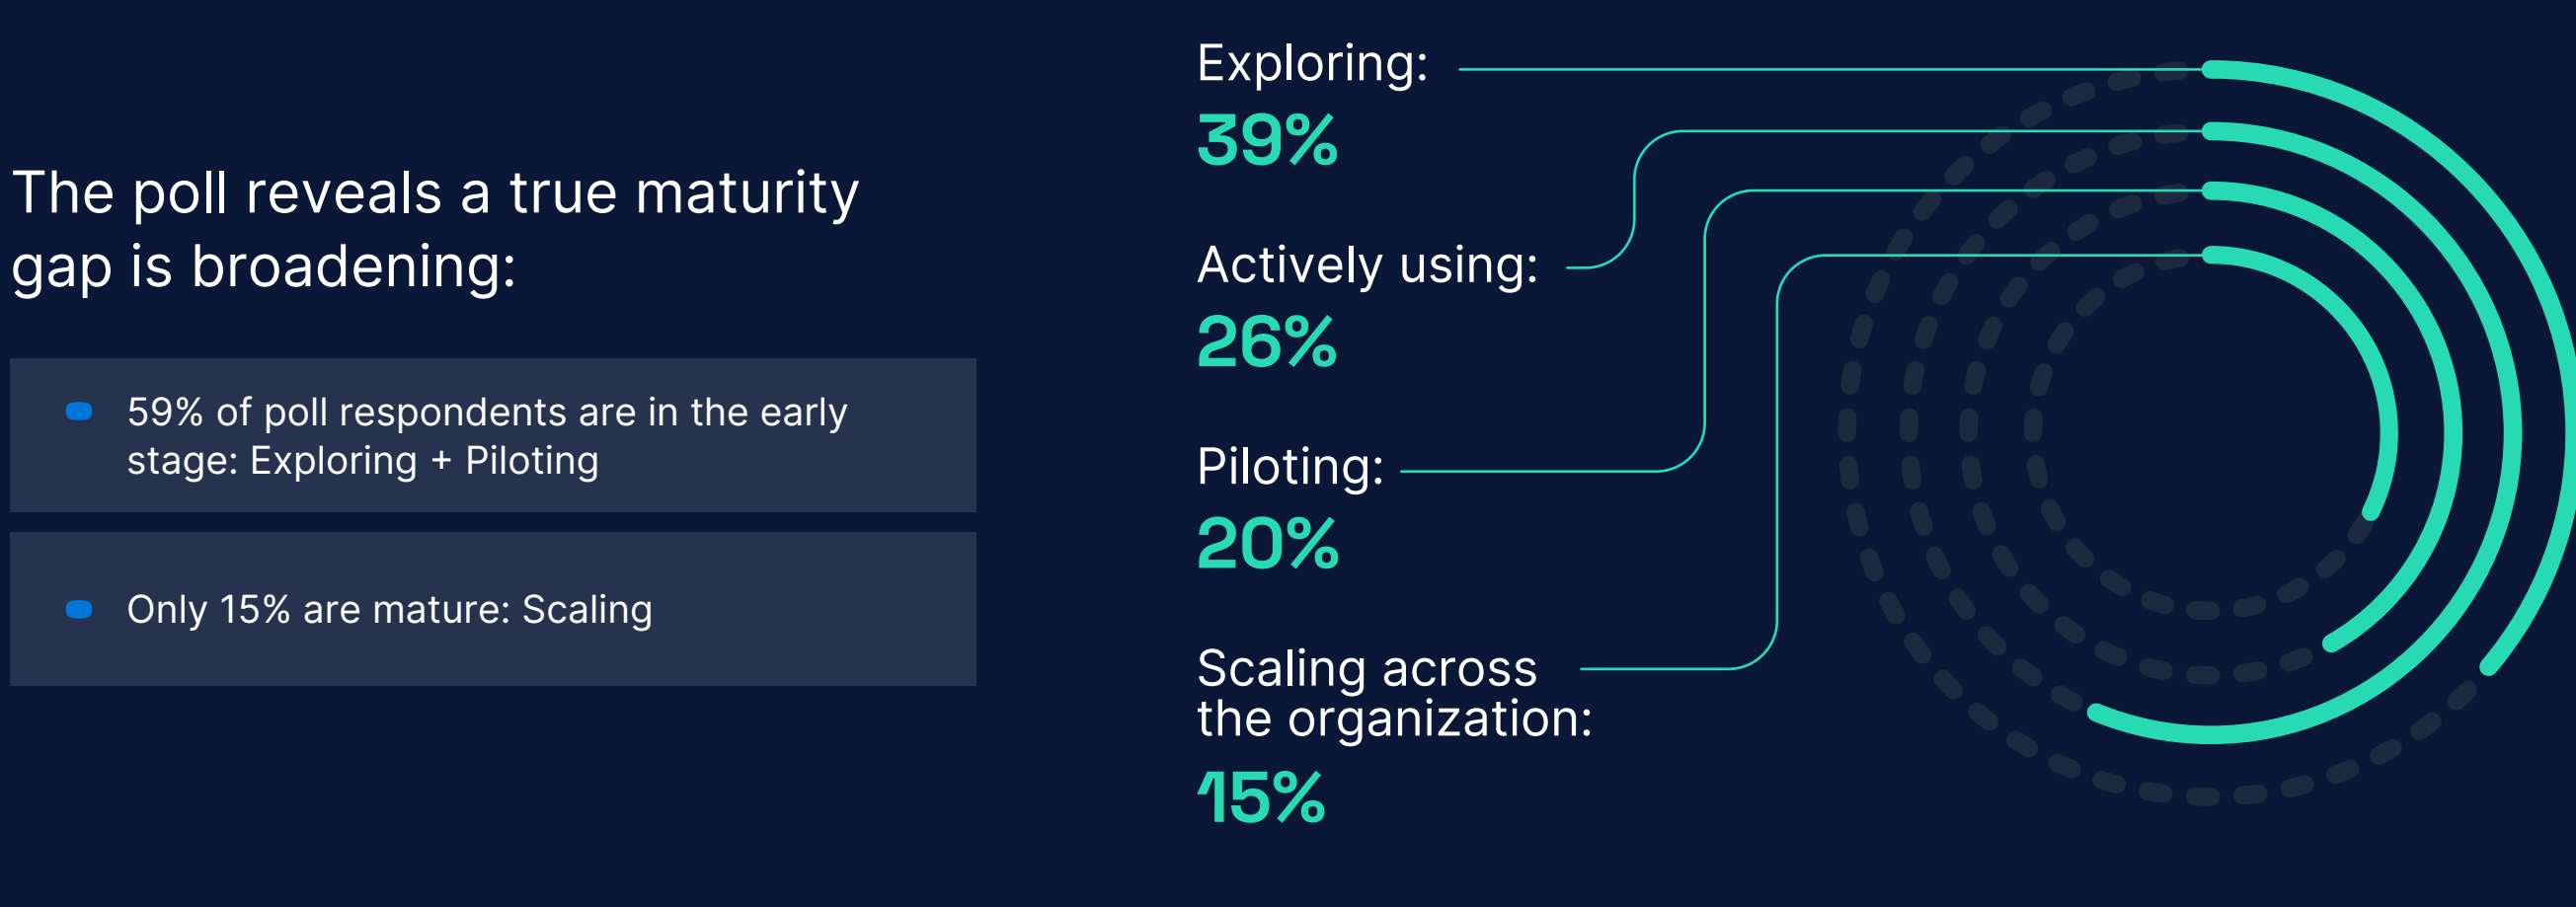 The poll reveals a true maturity
gap is broadening:
59% of poll respondents are in the early
stage: Exploring + Piloting
Only 15% are mature: Scaling
Exploring:
39%
Actively using:
26%
Piloting:
20%
Scaling across
the organization:
15%